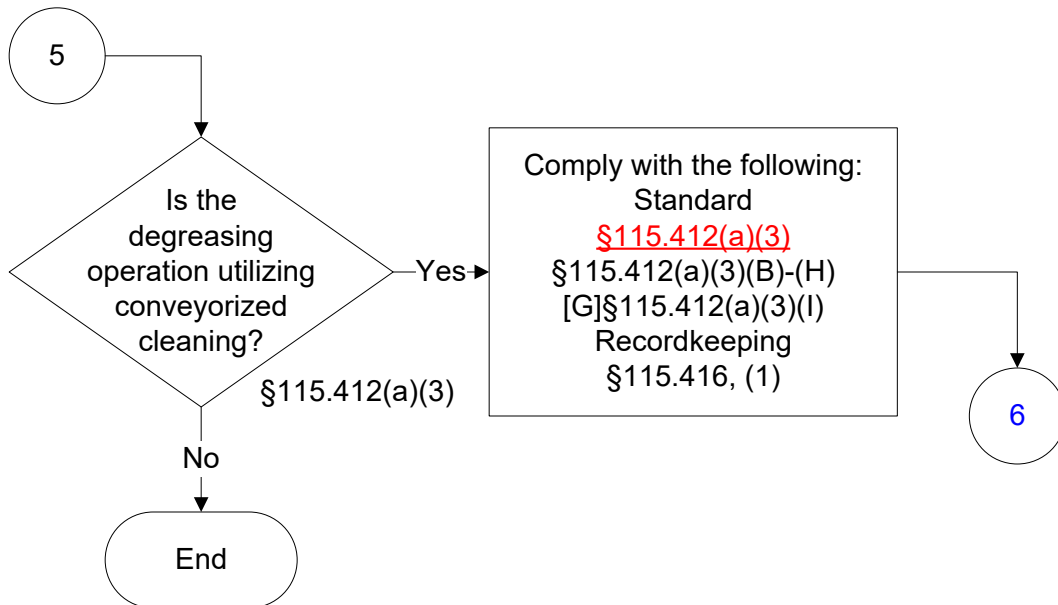 5
Is the
degreasing
operation utilizing
conveyorized
cleaning?
§115.412(a)(3)
Yes
Comply with the following:
Standard
§115.412(a)(3)
§115.412(a)(3)(B)-(H)
[G]§115.412(a)(3)(I)
Recordkeeping
§115.416, (1)
6
No
End